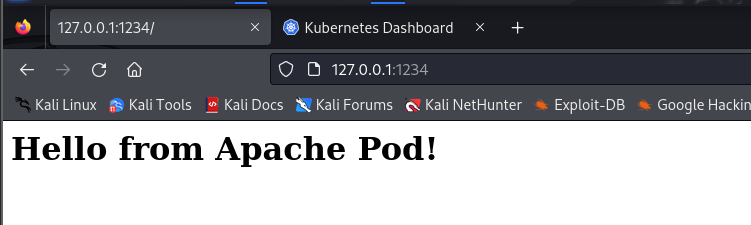 127.0.0.1:1234/
Kubernetes Dashboard
127.0.0.1:1234
Kali Linux Kali Tools Kali Docs Kali Forums Kali NetHunter Exploit-DB Google Hackin
Hello from Apache Pod!